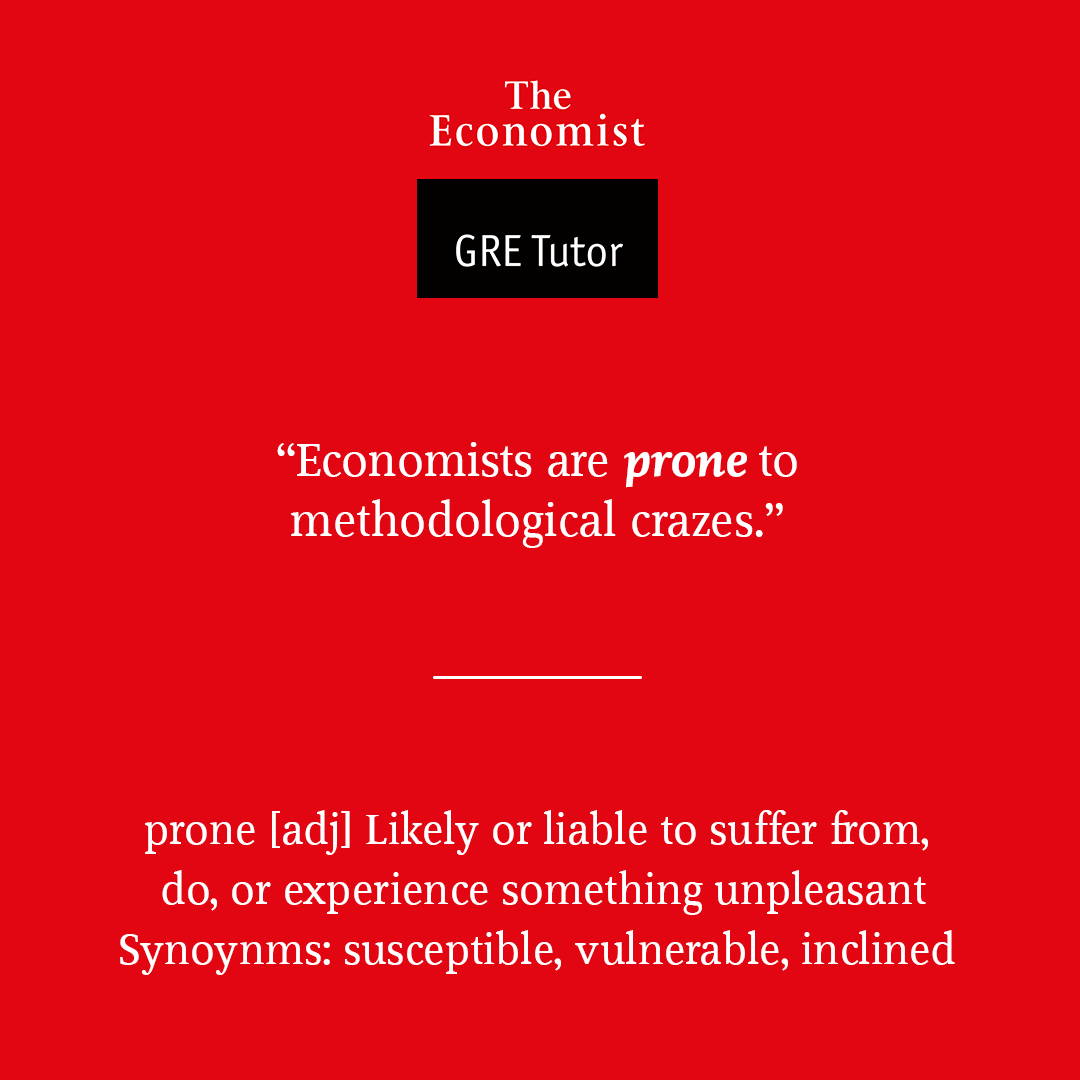 The
Economist
GRE Tutor
“Economists are prone to
methodological crazes.”
prone [adj] Likely or liable to suffer from,
do, or experience something unpleasant
Synoynms: susceptible, vulnerable, inclined